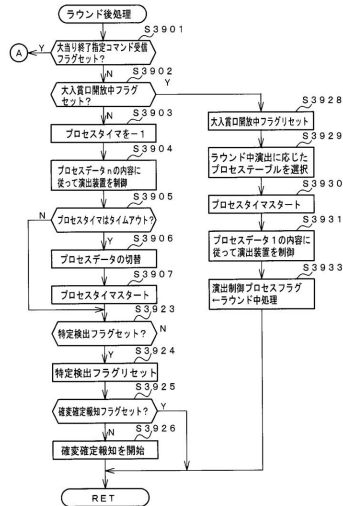 ラウンド後処理
S3901
大当り終了指定コマンド受信
フラグセット?
Y
A
N
S3902
大入賞口開放中フラグ
セット?
Y
N
S3903
プロセスタイマを−1
S3904
プロセスデータnの内容に
従って演出装置を制御
S3905
プロセスタイマはタイムアウト?
N
Y
S3906
プロセスデータの切替
S3907
プロセスタイマスタート
S3923
特定検出フラグセット?
N
Y
S3924
特定検出フラグリセット
S3925
確変確定報知フラグセット?
Y
N
S3926
確変確定報知を開始
S3928
大入賞口開放中フラグリセット
S3929
ラウンド中演出に応じた
プロセステーブルを選択
S3930
プロセスタイマスタート
S3931
プロセスデータ1の内容に
従って演出装置を制御
S3933
演出制御プロセスフラグ
←ラウンド中処理
RET